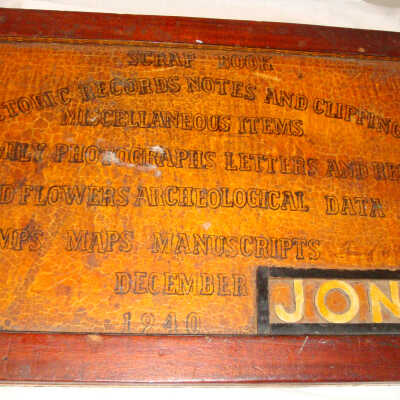 SCRAP BOOK
CTORIC RECORDS NOTES AND CLIPPING
MISCELLANEOUS ITEMS
MILY PHOTOGRAPHS LETTERS AND RE
D FLOWERS ARCHEOLOGICAL DATA
MPS MAPS MANUSCRIPTS
DECEMBER
1940
JON